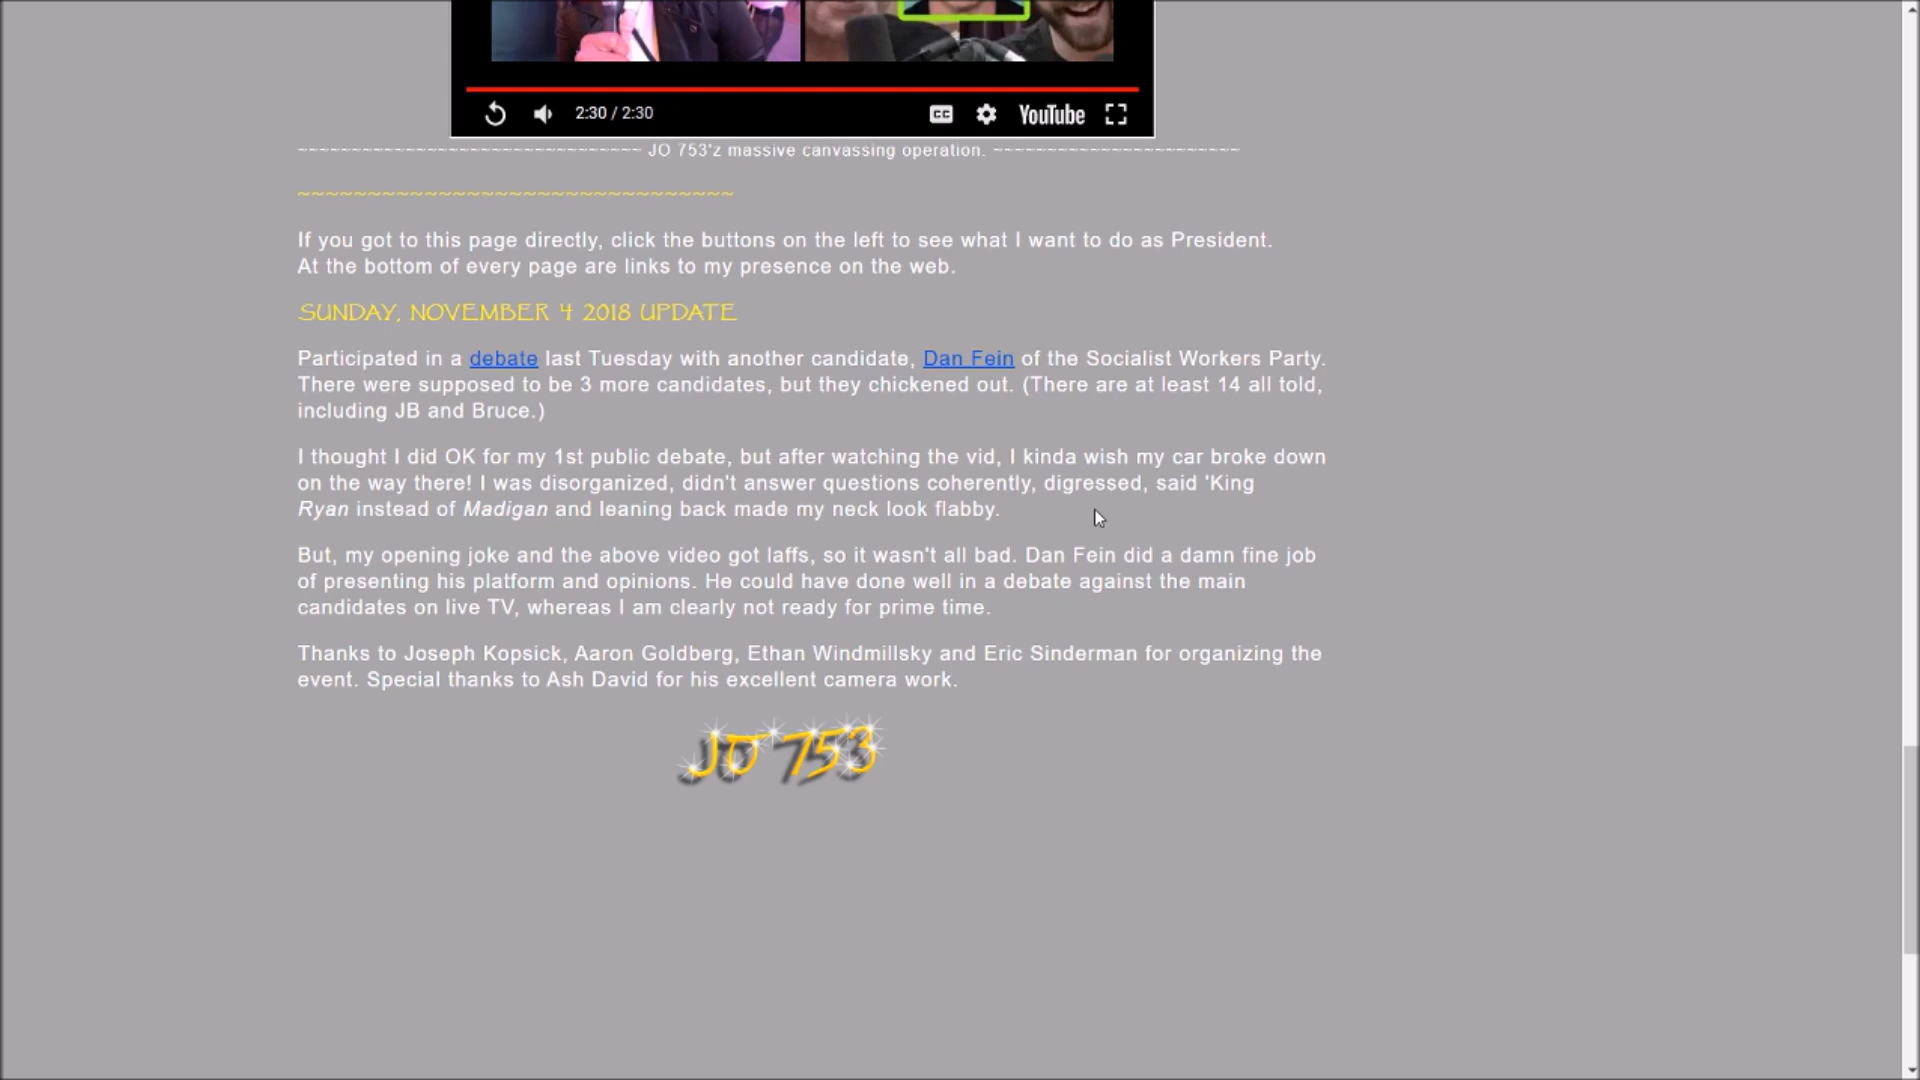 2:30 / 2:30
CC
YouTube
~~~~~~~~~~~~~~~~~~~~~~~~~~~~~~~ JO 753'z massive canvassing operation. ~~~~~~~~~~~~~~~~~~~~~~
~~~~~~~~~~~~~~~~~~~~~~~~~~~~~~~
If you got to this page directly, click the buttons on the left to see what I want to do as President.
At the bottom of every page are links to my presence on the web.
SUNDAY, NOVEMBER 4 2018 UPDATE
Participated in a debate last Tuesday with another candidate, Dan Fein of the Socialist Workers Party.
There were supposed to be 3 more candidates, but they chickened out. (There are at least 14 all told,
including JB and Bruce.)
I thought I did OK for my 1st public debate, but after watching the vid, I kinda wish my car broke down
on the way there! I was disorganized, didn't answer questions coherently, digressed, said 'King
Ryan instead of Madigan and leaning back made my neck look flabby.
But, my opening joke and the above video got laffs, so it wasn't all bad. Dan Fein did a damn fine job
of presenting his platform and opinions. He could have done well in a debate against the main
candidates on live TV, whereas I am clearly not ready for prime time.
Thanks to Joseph Kopsick, Aaron Goldberg, Ethan Windmillsky and Eric Sinderman for organizing the
event. Special thanks to Ash David for his excellent camera work.
JO 753